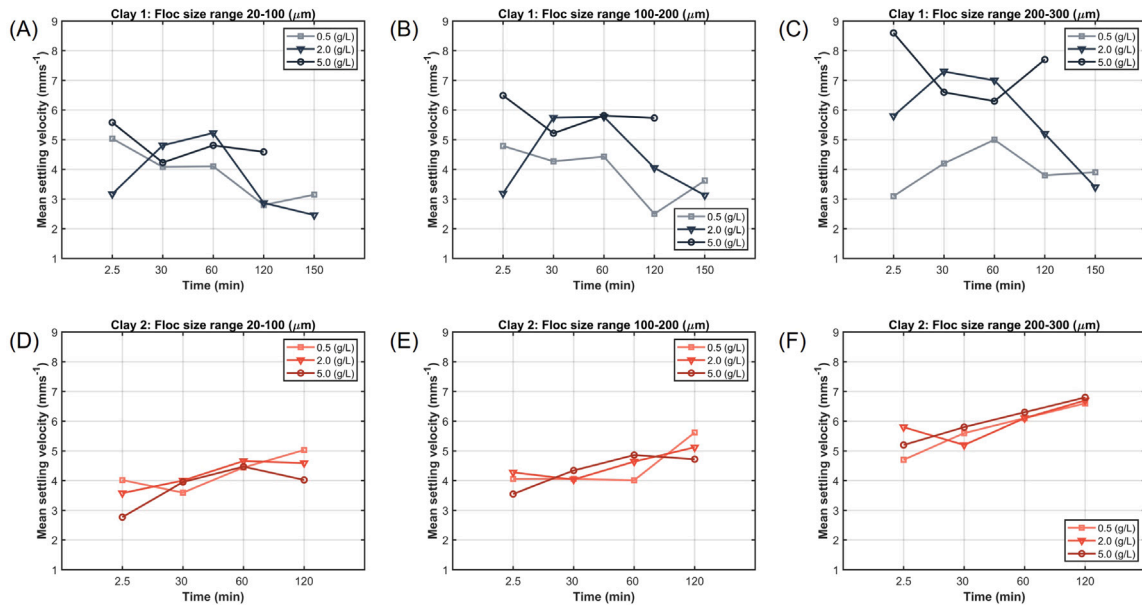 (A)
Clay 1: Floc size range 20-100 (μm)
Mean settling velocity (mms⁻¹)
9
8
7
6
5
4
3
2
1
0.5 (g/L)
2.0 (g/L)
5.0 (g/L)
2.5 30 60 120 150
Time (min)
(B)
Clay 1: Floc size range 100-200 (μm)
Mean settling velocity (mms⁻¹)
9
8
7
6
5
4
3
2
1
0.5 (g/L)
2.0 (g/L)
5.0 (g/L)
2.5 30 60 120 150
Time (min)
(C)
Clay 1: Floc size range 200-300 (μm)
Mean settling velocity (mms⁻¹)
9
8
7
6
5
4
3
2
1
0.5 (g/L)
2.0 (g/L)
5.0 (g/L)
2.5 30 60 120 150
Time (min)
(D)
Clay 2: Floc size range 20-100 (μm)
Mean settling velocity (mms⁻¹)
9
8
7
6
5
4
3
2
1
0.5 (g/L)
2.0 (g/L)
5.0 (g/L)
2.5 30 60 120
Time (min)
(E)
Clay 2: Floc size range 100-200 (μm)
Mean settling velocity (mms⁻¹)
9
8
7
6
5
4
3
2
1
0.5 (g/L)
2.0 (g/L)
5.0 (g/L)
2.5 30 60 120
Time (min)
(F)
Clay 2: Floc size range 200-300 (μm)
Mean settling velocity (mms⁻¹)
9
8
7
6
5
4
3
2
1
0.5 (g/L)
2.0 (g/L)
5.0 (g/L)
2.5 30 60 120
Time (min)